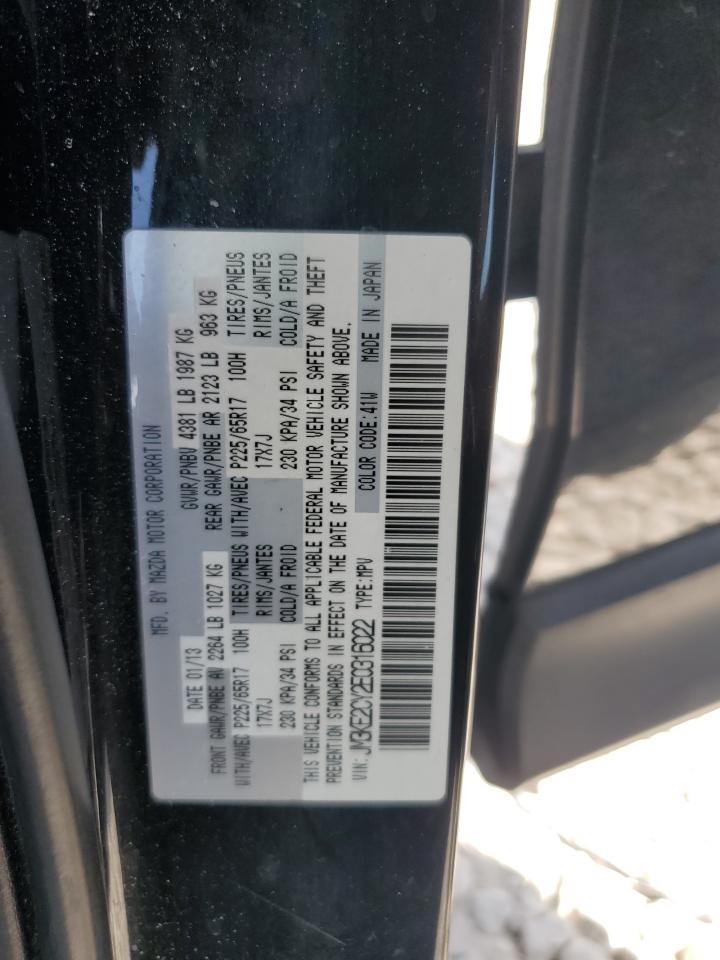 MFD. BY MAZDA MOTOR CORPORATION
DATE 01/13 GVWR/PNBV 4381 LB 1987 KG
FRONT GAWR/PNBE AV 2264 LB 1027 KG REAR GAWR/PNBE AR 2123 LB 963 KG
WITH/AVEC P225/65R17 100H TIRES/PNEUS WITH/AVEC P225/65R17 100H TIRES/PNEUS
17X7J RIMS/JANTES 17X7J RIMS/JANTES
230 KPA/34 PSI COLD/A FROID 230 KPA/34 PSI COLD/A FROID
THIS VEHICLE CONFORMS TO ALL APPLICABLE FEDERAL MOTOR VEHICLE SAFETY AND THEFT
PREVENTION STANDARDS IN EFFECT ON THE DATE OF MANUFACTURE SHOWN ABOVE.
VIN:JM3KE2CY2E0316022 TYPE:MPV COLOR CODE:41W MADE IN JAPAN